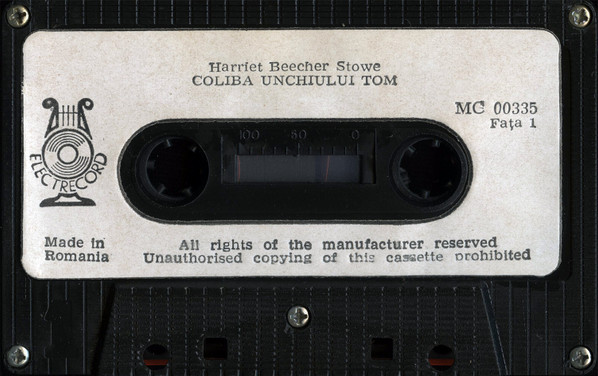 Harriet Beecher Stowe
COLIBA UNCHIULUI TOM
MC 00335
Fața 1
100 50 0
ELECTRECORD
Made in
Romania
All rights of the manufacturer reserved
Unauthorised copying of this cassette prohibited